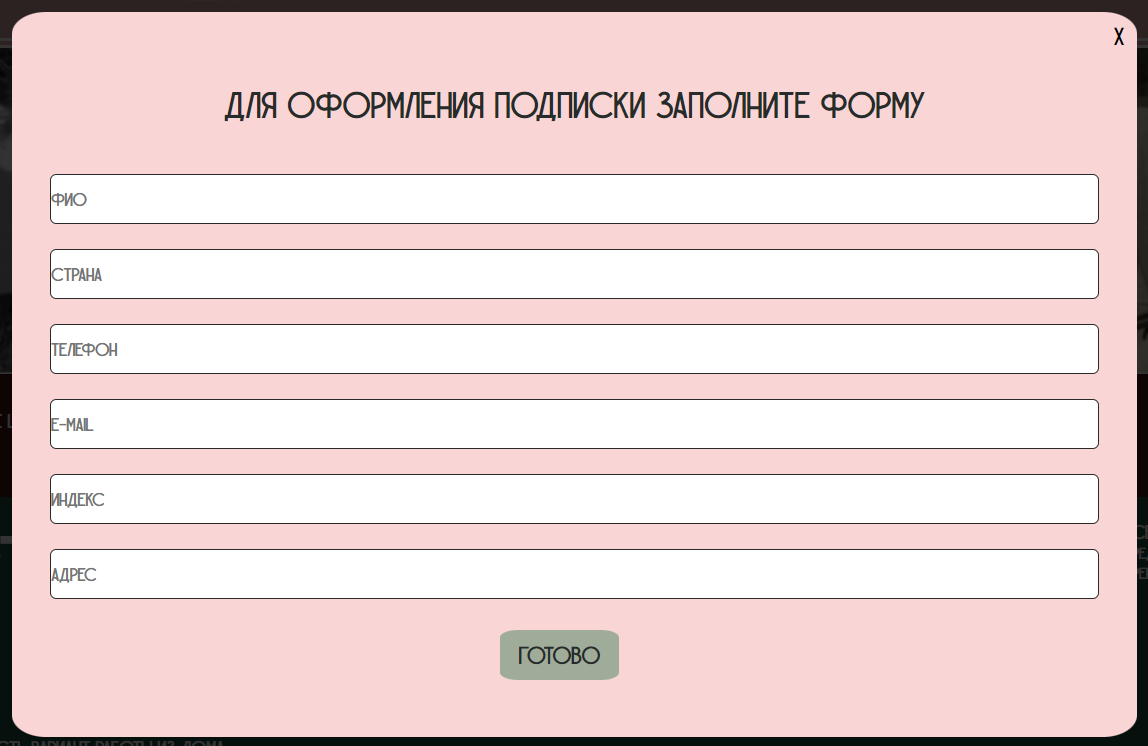 X
ДЛЯ ОФОРМЛЕНИЯ ПОДПИСКИ ЗАПОЛНИТЕ ФОРМУ
ФИО
СТРАНА
ТЕЛЕФОН
E-MAIL
ИНДЕКС
АДРЕС
ГОТОВО